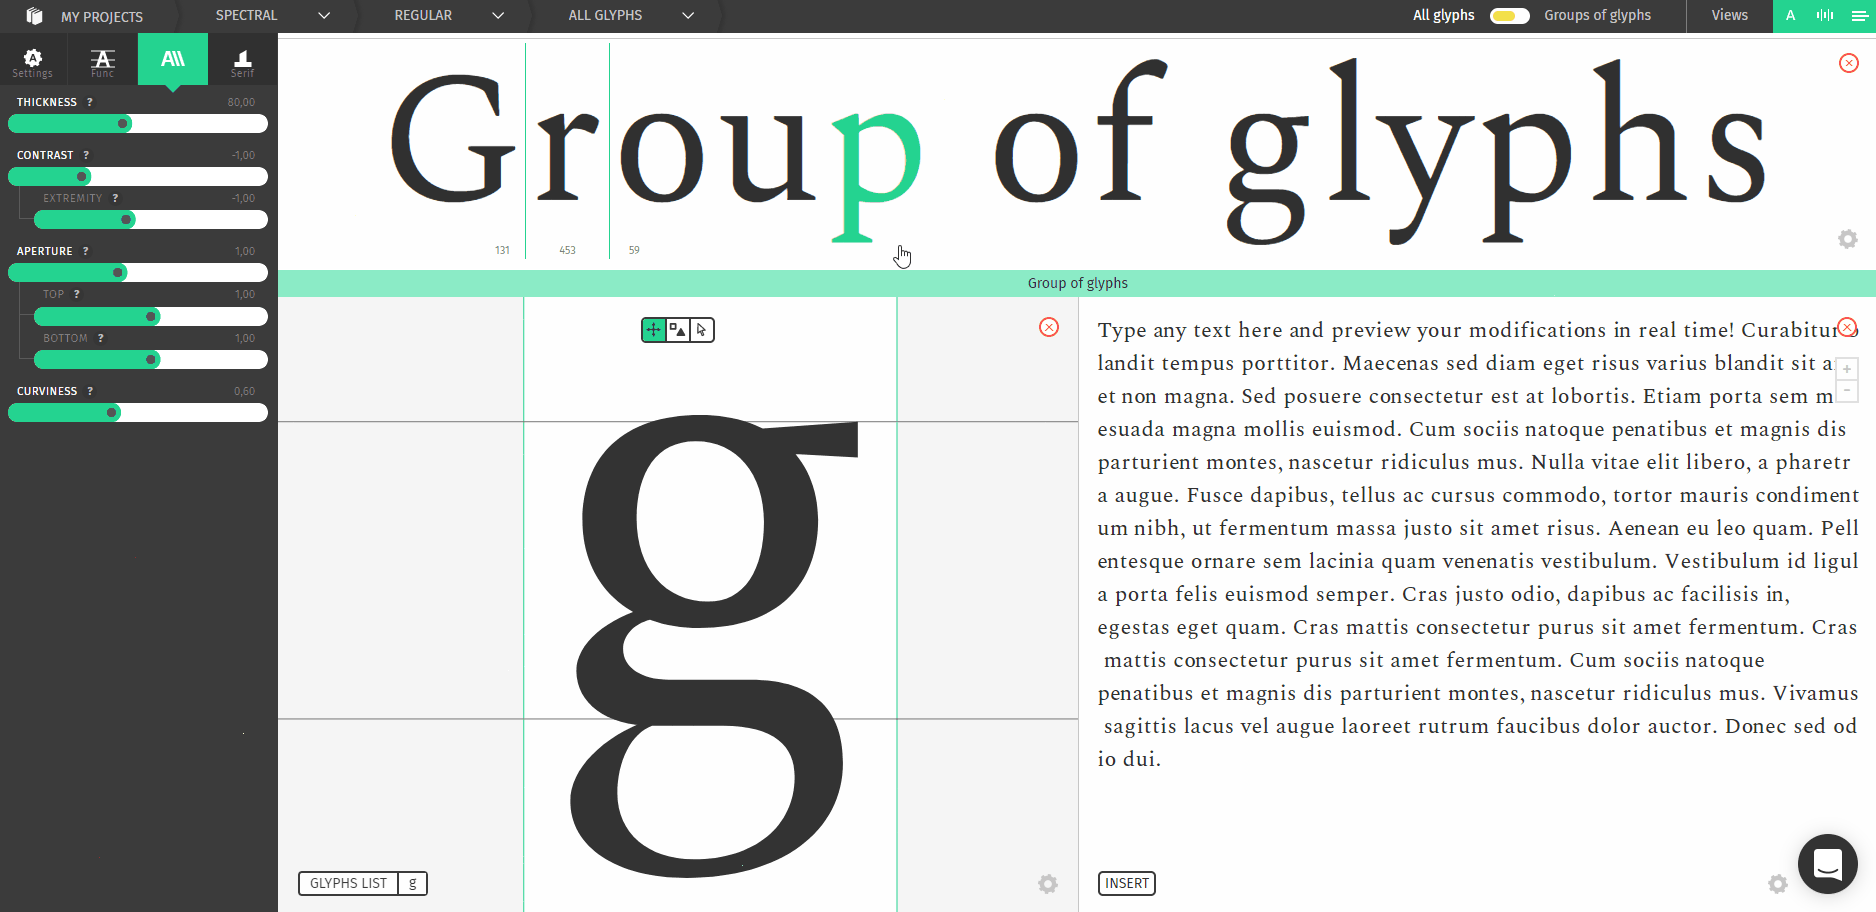 MY PROJECTS SPECTRAL REGULAR ALL GLYPHS All glyphs Groups of glyphs Views A
Settings Func Serif
THICKNESS ? 80,00
CONTRAST ? -1,00
EXTREMITY ? -1,00
APERTURE ? 1,00
TOP ? 1,00
BOTTOM ? 1,00
CURVINESS ? 0,60
Group of glyphs
131 453 59
Group of glyphs
g
GLYPHS LIST g
Type any text here and preview your modifications in real time! Curabitur b
landit tempus porttitor. Maecenas sed diam eget risus varius blandit sit a
et non magna. Sed posuere consectetur est at lobortis. Etiam porta sem m
esuada magna mollis euismod. Cum sociis natoque penatibus et magnis dis
parturient montes, nascetur ridiculus mus. Nulla vitae elit libero, a pharetr
a augue. Fusce dapibus, tellus ac cursus commodo, tortor mauris condiment
um nibh, ut fermentum massa justo sit amet risus. Aenean eu leo quam. Pell
entesque ornare sem lacinia quam venenatis vestibulum. Vestibulum id ligul
a porta felis euismod semper. Cras justo odio, dapibus ac facilisis in,
egestas eget quam. Cras mattis consectetur purus sit amet fermentum. Cras
mattis consectetur purus sit amet fermentum. Cum sociis natoque
penatibus et magnis dis parturient montes, nascetur ridiculus mus. Vivamus
sagittis lacus vel augue laoreet rutrum faucibus dolor auctor. Donec sed od
io dui.
+
-
INSERT